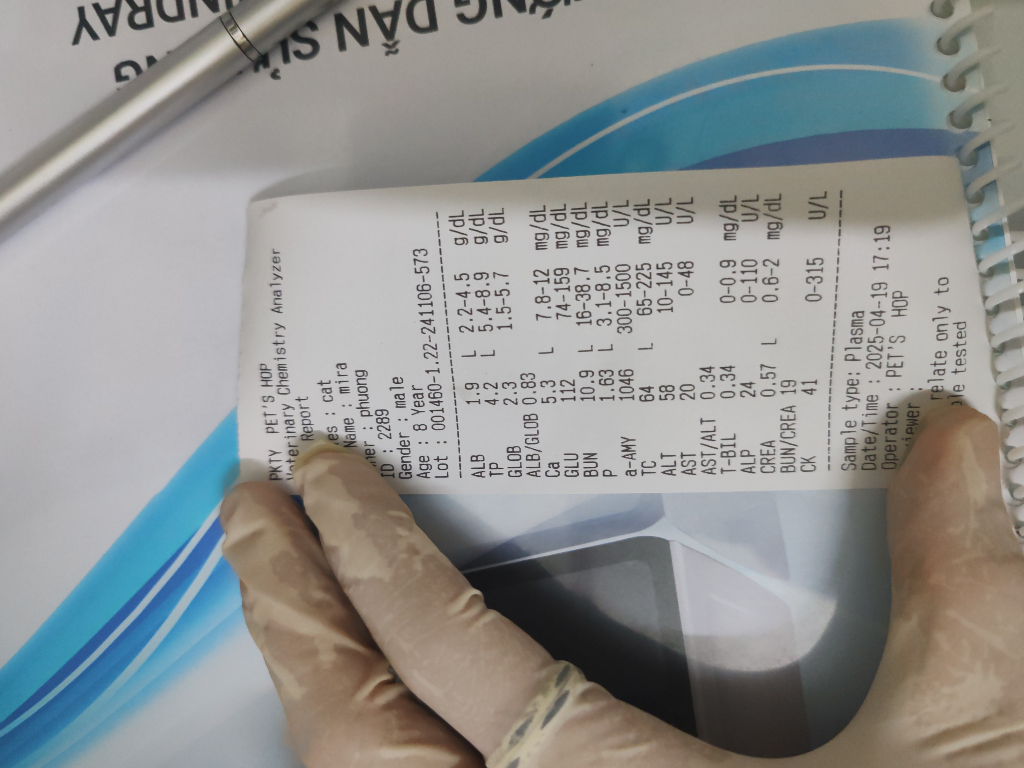 PKTY PET'S HOP
Veterinary Chemistry Analyzer
Report
: cat
Name : mira
: phuong
ID : 2289
Gender : male
Age : 8 Year
Lot : 001460-1.22-241106-573
ALB 1.9 L 2.2-4.5 g/dL
TP 4.2 L 5.4-8.9 g/dL
GLOB 2.3 1.5-5.7 g/dL
ALB/GLOB 0.83
Ca 5.3 L 7.8-12 mg/dL
GLU 112 74-159 mg/dL
BUN 10.9 L 16-38.7 mg/dL
P 1.63 L 3.1-8.5 mg/dL
a-AMY 1046 300-1500 U/L
TC 64 L 65-225 mg/dL
ALT 58 10-145 U/L
AST 20 0-48 U/L
AST/ALT 0.34
T-BIL 0.34 0-0.9 mg/dL
ALP 24 0-110 U/L
CREA 0.57 L 0.6-2 mg/dL
BUN/CREA 19
CK 41 0-315 U/L
Sample type: Plasma
Date/Time : 2025-04-19 17:19
Operator : PET'S HOP
relate only to
tested
DẪN